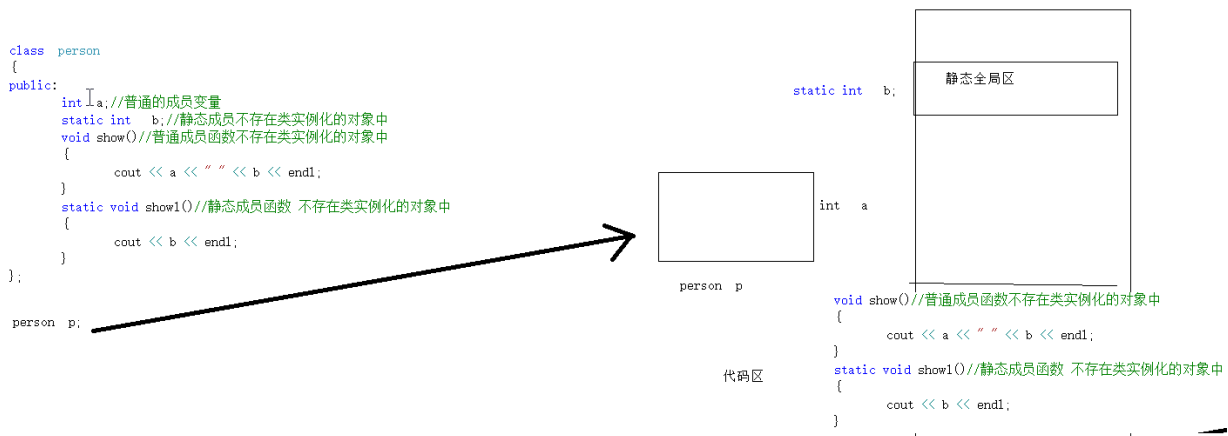 class person
{
public:
int a;//普通的成员变量
static int b;//静态成员不存在类实例化的对象中
void show()//普通成员函数不存在类实例化的对象中
{
cout << a << " " << b << endl;
}
static void show1()//静态成员函数 不存在类实例化的对象中
{
cout << b << endl;
}
};
person p;
static int b;
静态全局区
int a
person p
代码区
void show()//普通成员函数不存在类实例化的对象中
{
cout << a << " " << b << endl;
}
static void show1()//静态成员函数 不存在类实例化的对象中
{
cout << b << endl;
}